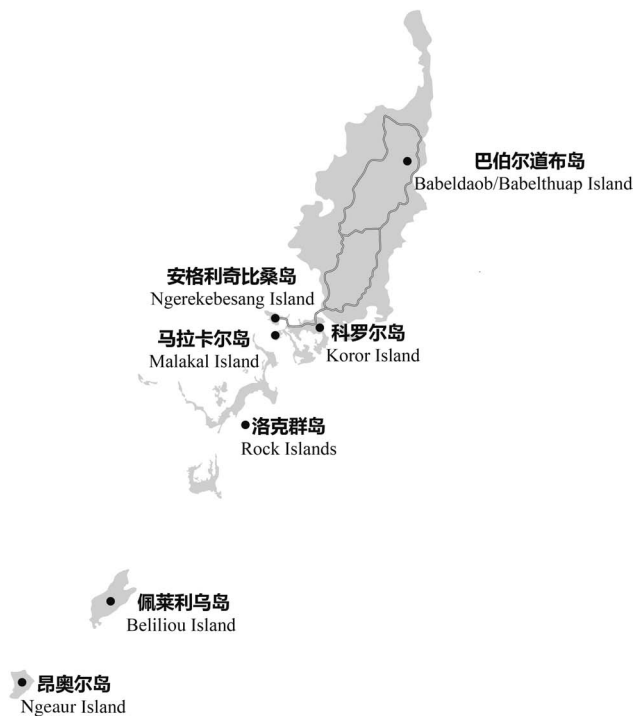 巴伯尔道布岛
Babeldaob/Babelthuap Island
安格利奇比桑岛
Ngerekebesang Island
马拉卡尔岛
Malakal Island
科罗尔岛
Koror Island
洛克群岛
Rock Islands
佩莱利乌岛
Beliliou Island
昂奥尔岛
Ngeaur Island